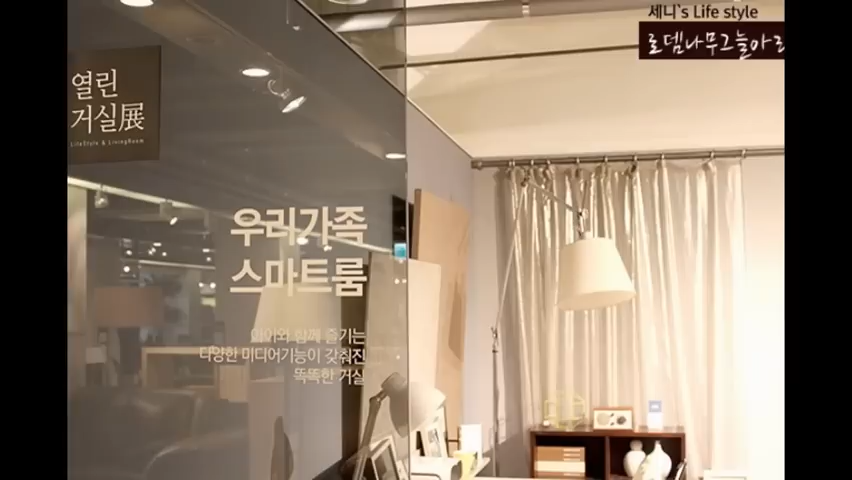 세니's Life style
로뎀나무그늘아래
열린
거실展
LifeStyle & LivingRoom
우리가족
스마트룸
아이와 함께 즐기는
다양한 미디어기능이 갖춰진
똑똑한 거실